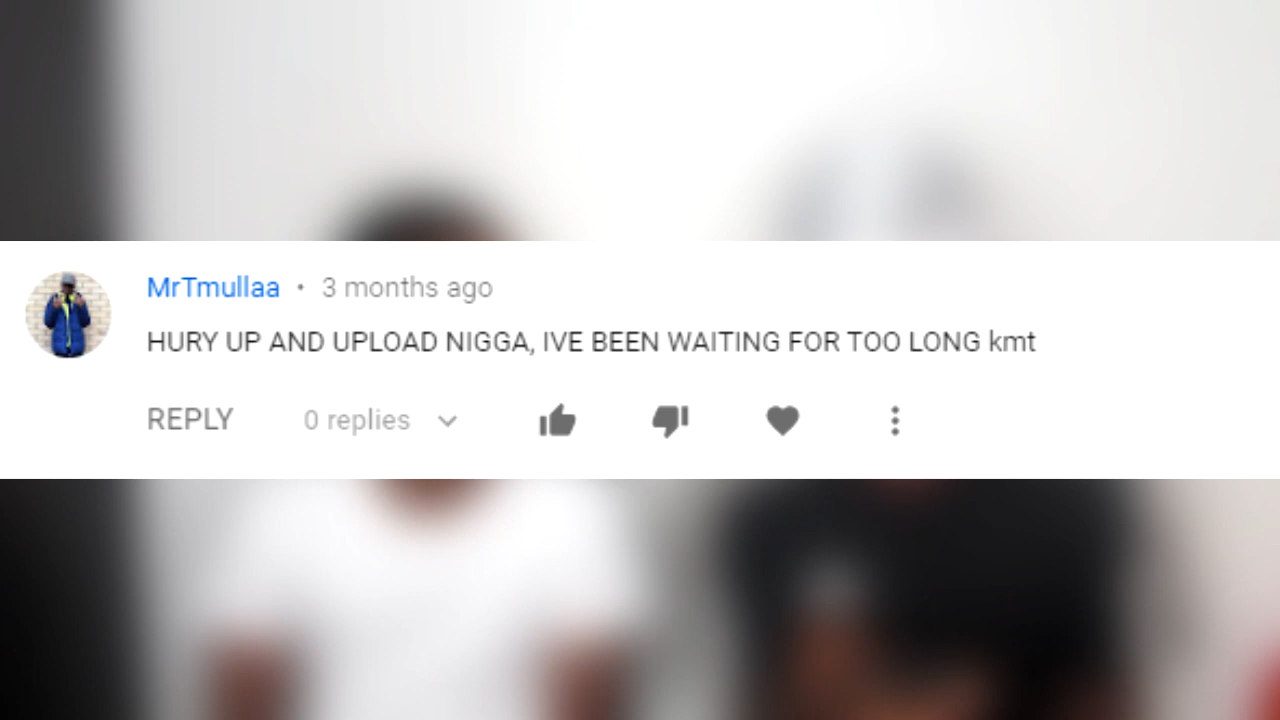 MrTmullaa • 3 months ago
HURY UP AND UPLOAD NIGGA, IVE BEEN WAITING FOR TOO LONG kmt
REPLY 0 replies